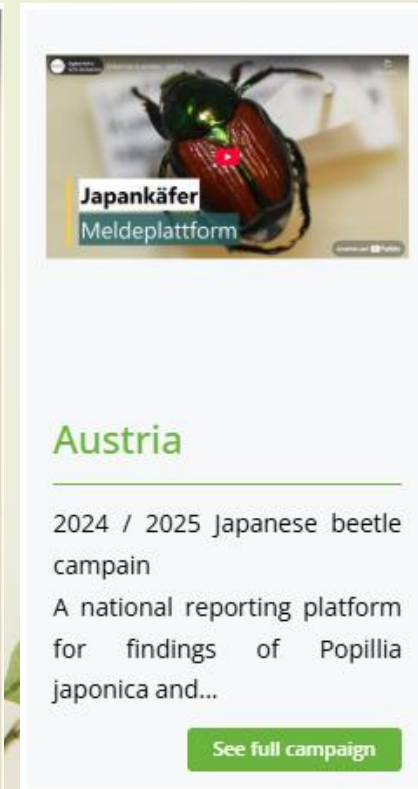 Japankäfer
Meldeplattform
Austria
2024 / 2025 Japanese beetle
campain
A national reporting platform
for findings of Popillia
japonica and...
See full campaign